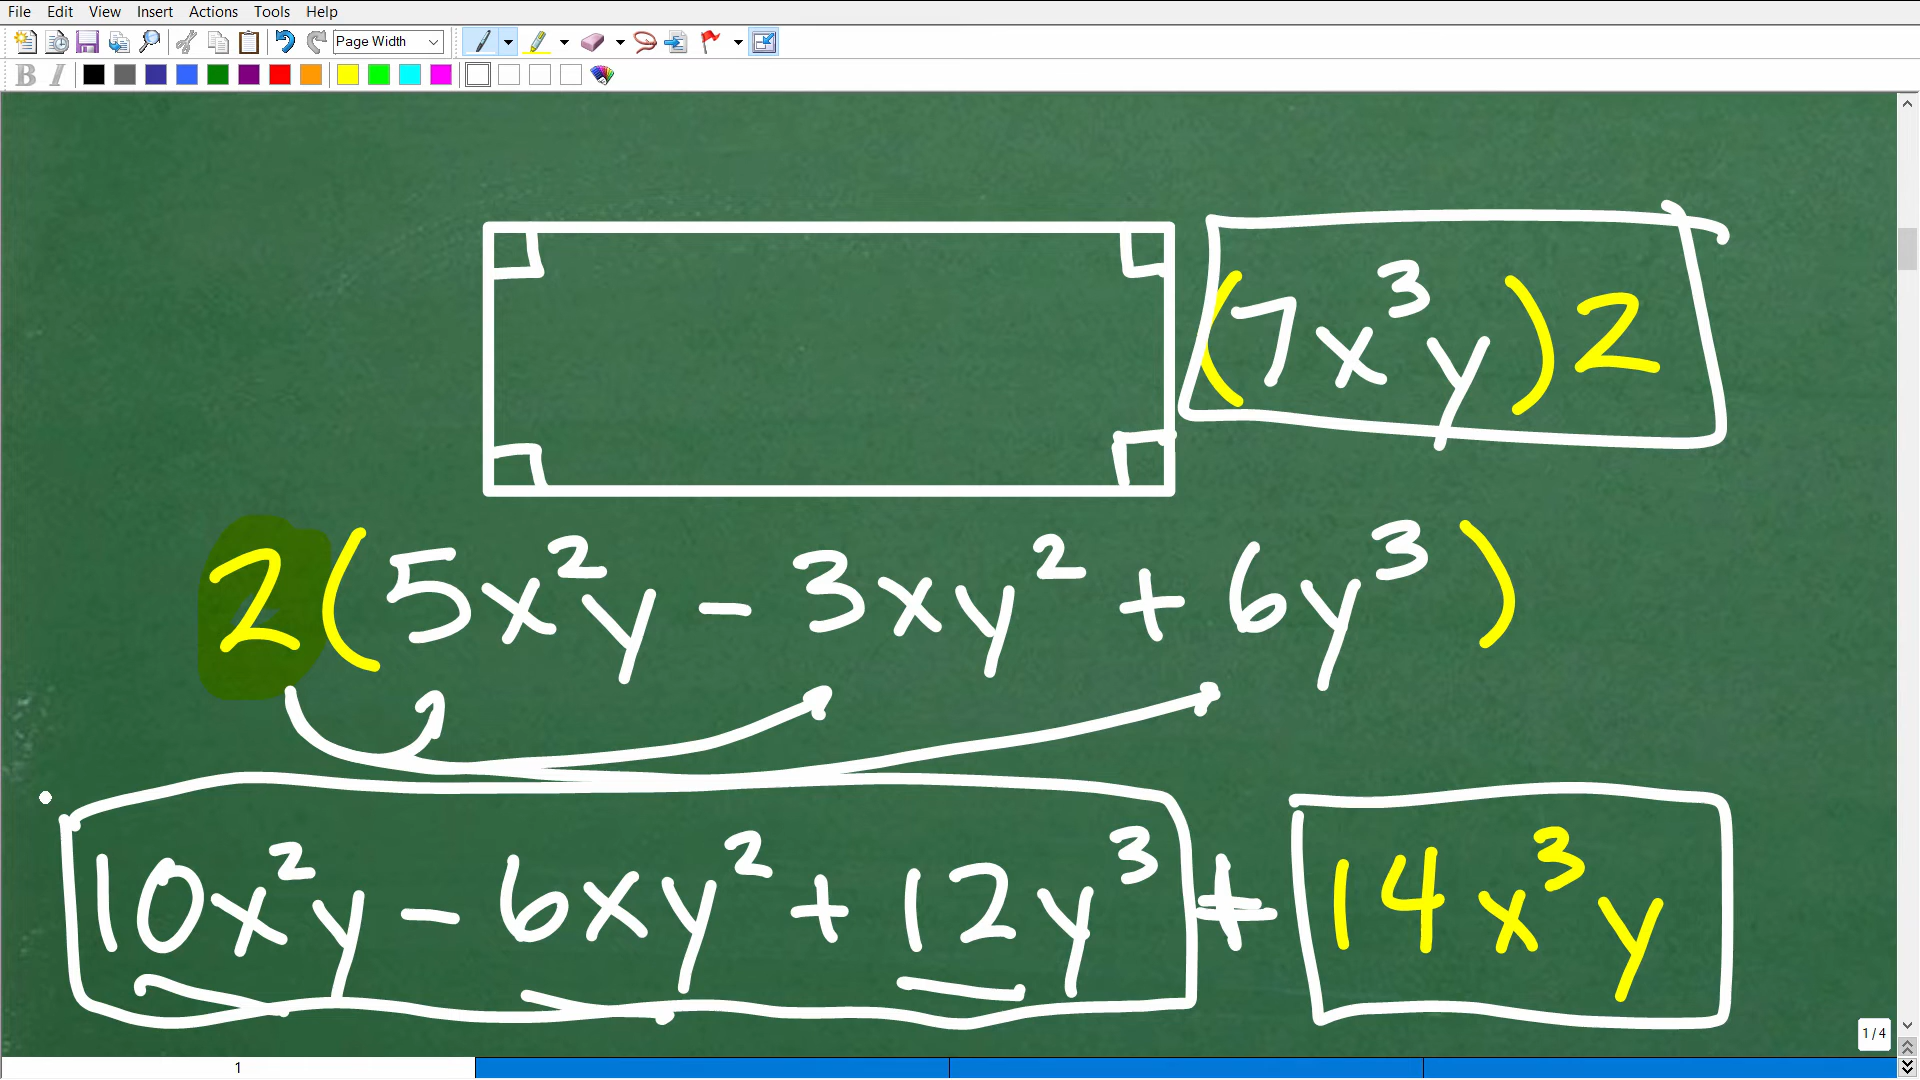 File Edit View Insert Actions Tools Help
Page Width
B I
(7x³y)2
2(5x²y - 3xy² + 6y³)
10x²y - 6xy² + 12y³ + 14x³y
1 / 4
1